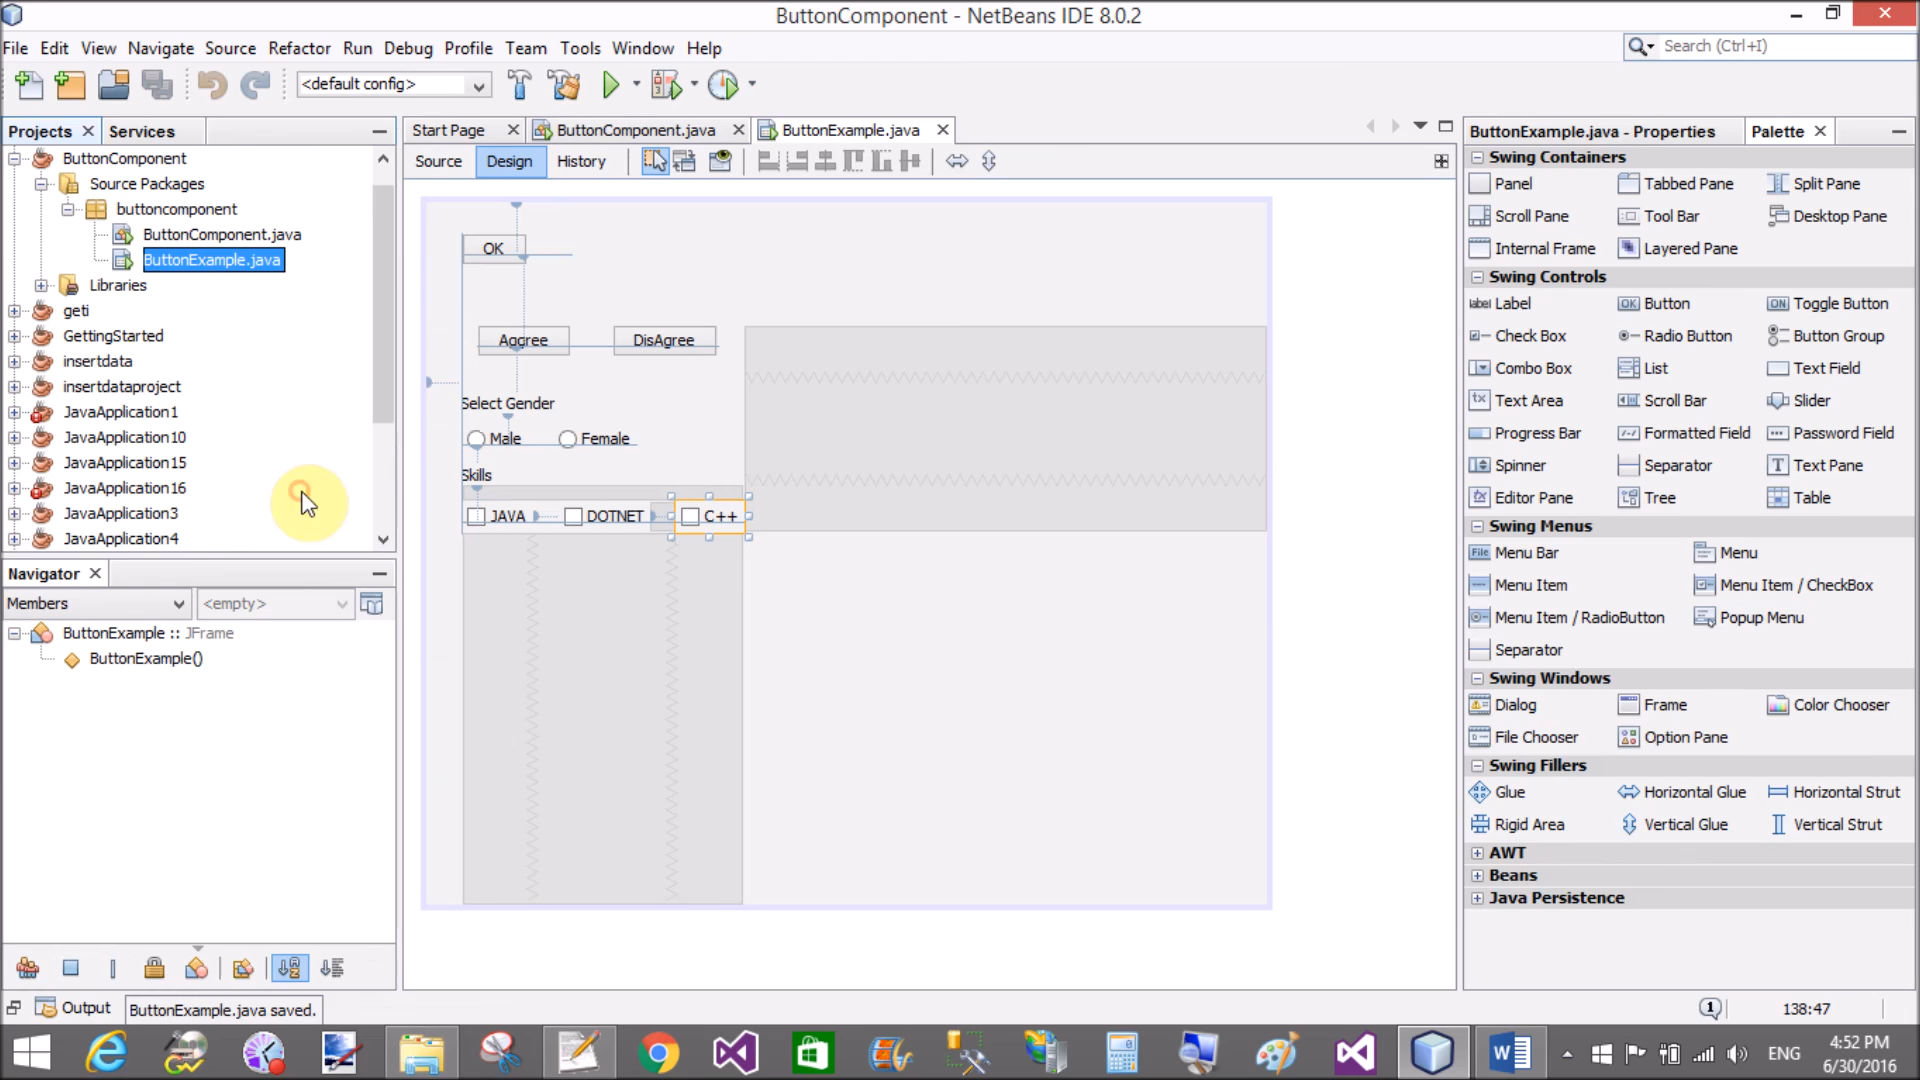 ButtonComponent - NetBeans IDE 8.0.2
File Edit View Navigate Source Refactor Run Debug Profile Team Tools Window Help
Search (Ctrl+I)
<default config>
Projects Services
ButtonComponent
Source Packages
buttoncomponent
ButtonComponent.java
ButtonExample.java
Libraries
geti
GettingStarted
insertdata
insertdataproject
JavaApplication1
JavaApplication10
JavaApplication15
JavaApplication16
JavaApplication3
JavaApplication4
Navigator
Members <empty>
ButtonExample :: JFrame
ButtonExample()
Start Page ButtonComponent.java ButtonExample.java
Source Design History
OK
Aggree DisAgree
Select Gender
Male Female
Skills
JAVA DOTNET C++
ButtonExample.java - Properties Palette
Swing Containers
Panel Tabbed Pane Split Pane
Scroll Pane Tool Bar Desktop Pane
Internal Frame Layered Pane
Swing Controls
label Label OK Button ON Toggle Button
Check Box Radio Button Button Group
Combo Box List Text Field
Text Area Scroll Bar Slider
Progress Bar Formatted Field Password Field
Spinner Separator Text Pane
Editor Pane Tree Table
Swing Menus
File Menu Bar Menu
Menu Item Menu Item / CheckBox
Menu Item / RadioButton Popup Menu
Separator
Swing Windows
Dialog Frame Color Chooser
File Chooser Option Pane
Swing Fillers
Glue Horizontal Glue Horizontal Strut
Rigid Area Vertical Glue Vertical Strut
AWT
Beans
Java Persistence
Output ButtonExample.java saved.
1 138:47
ENG 4:52 PM
6/30/2016